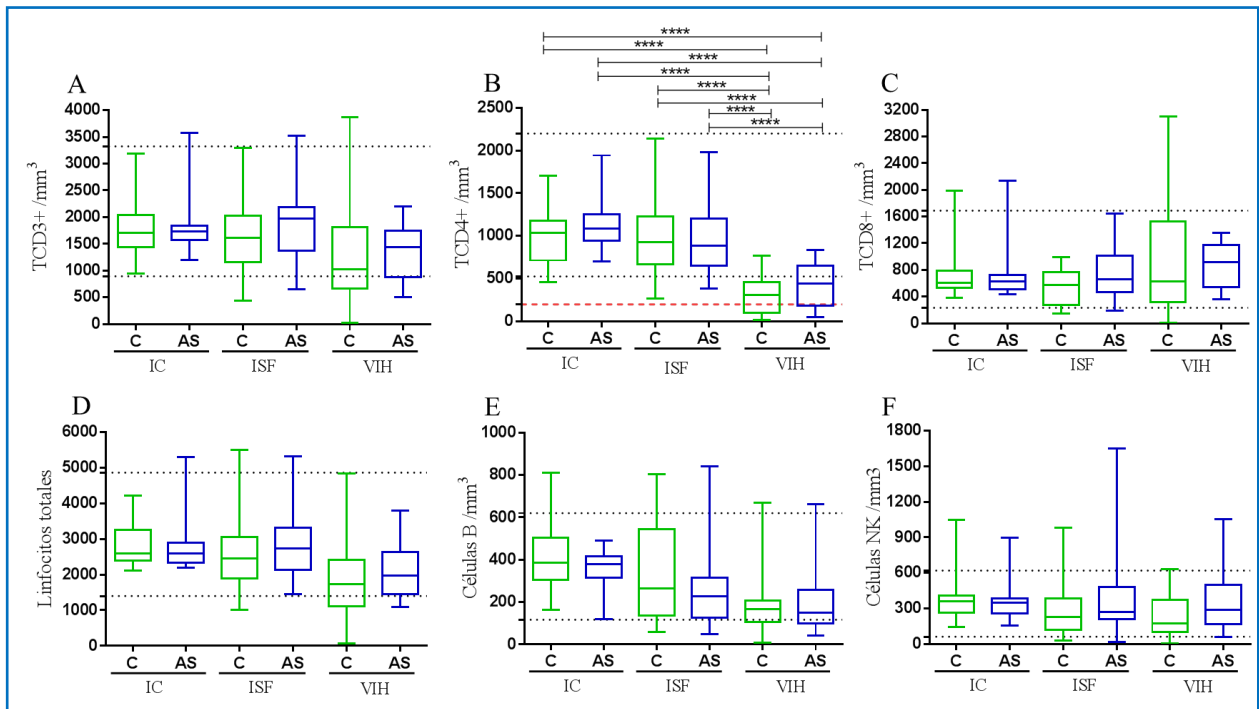 A
TCD3+ /mm³
4000
3500
3000
2500
2000
1500
1000
500
0
C AS C AS C AS
IC ISF VIH
B
****
****
****
****
****
****
****
****
TCD4+ /mm³
2500
2000
1500
1000
500
0
C AS C AS C AS
IC ISF VIH
C
TCD8+ /mm³
3200
2800
2400
2000
1600
1200
800
400
0
C AS C AS C AS
IC ISF VIH
D
Linfocitos totales
6000
5000
4000
3000
2000
1000
0
C AS C AS C AS
IC ISF VIH
E
Células B /mm³
1000
800
600
400
200
0
C AS C AS C AS
IC ISF VIH
F
Células NK /mm3
1800
1500
1200
900
600
300
0
C AS C AS C AS
IC ISF VIH